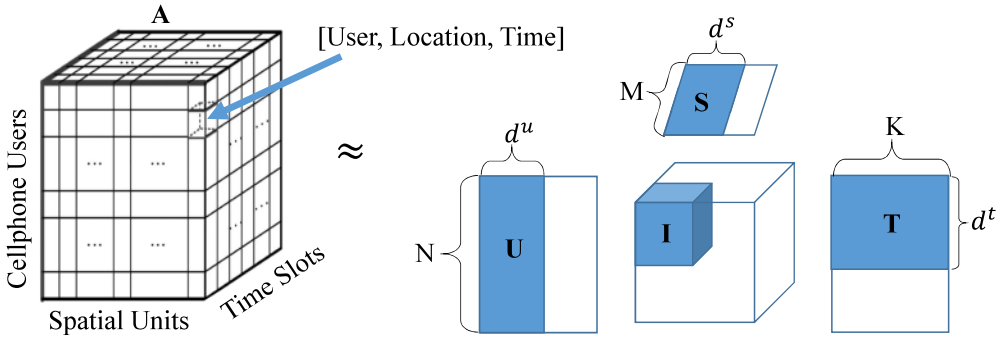 A
[User, Location, Time]
Cellphone Users
...
...
...
...
...
...
...
...
...
...
Spatial Units
Time Slots
≈
d^s
M
S
d^u
N
U
I
K
T
d^t